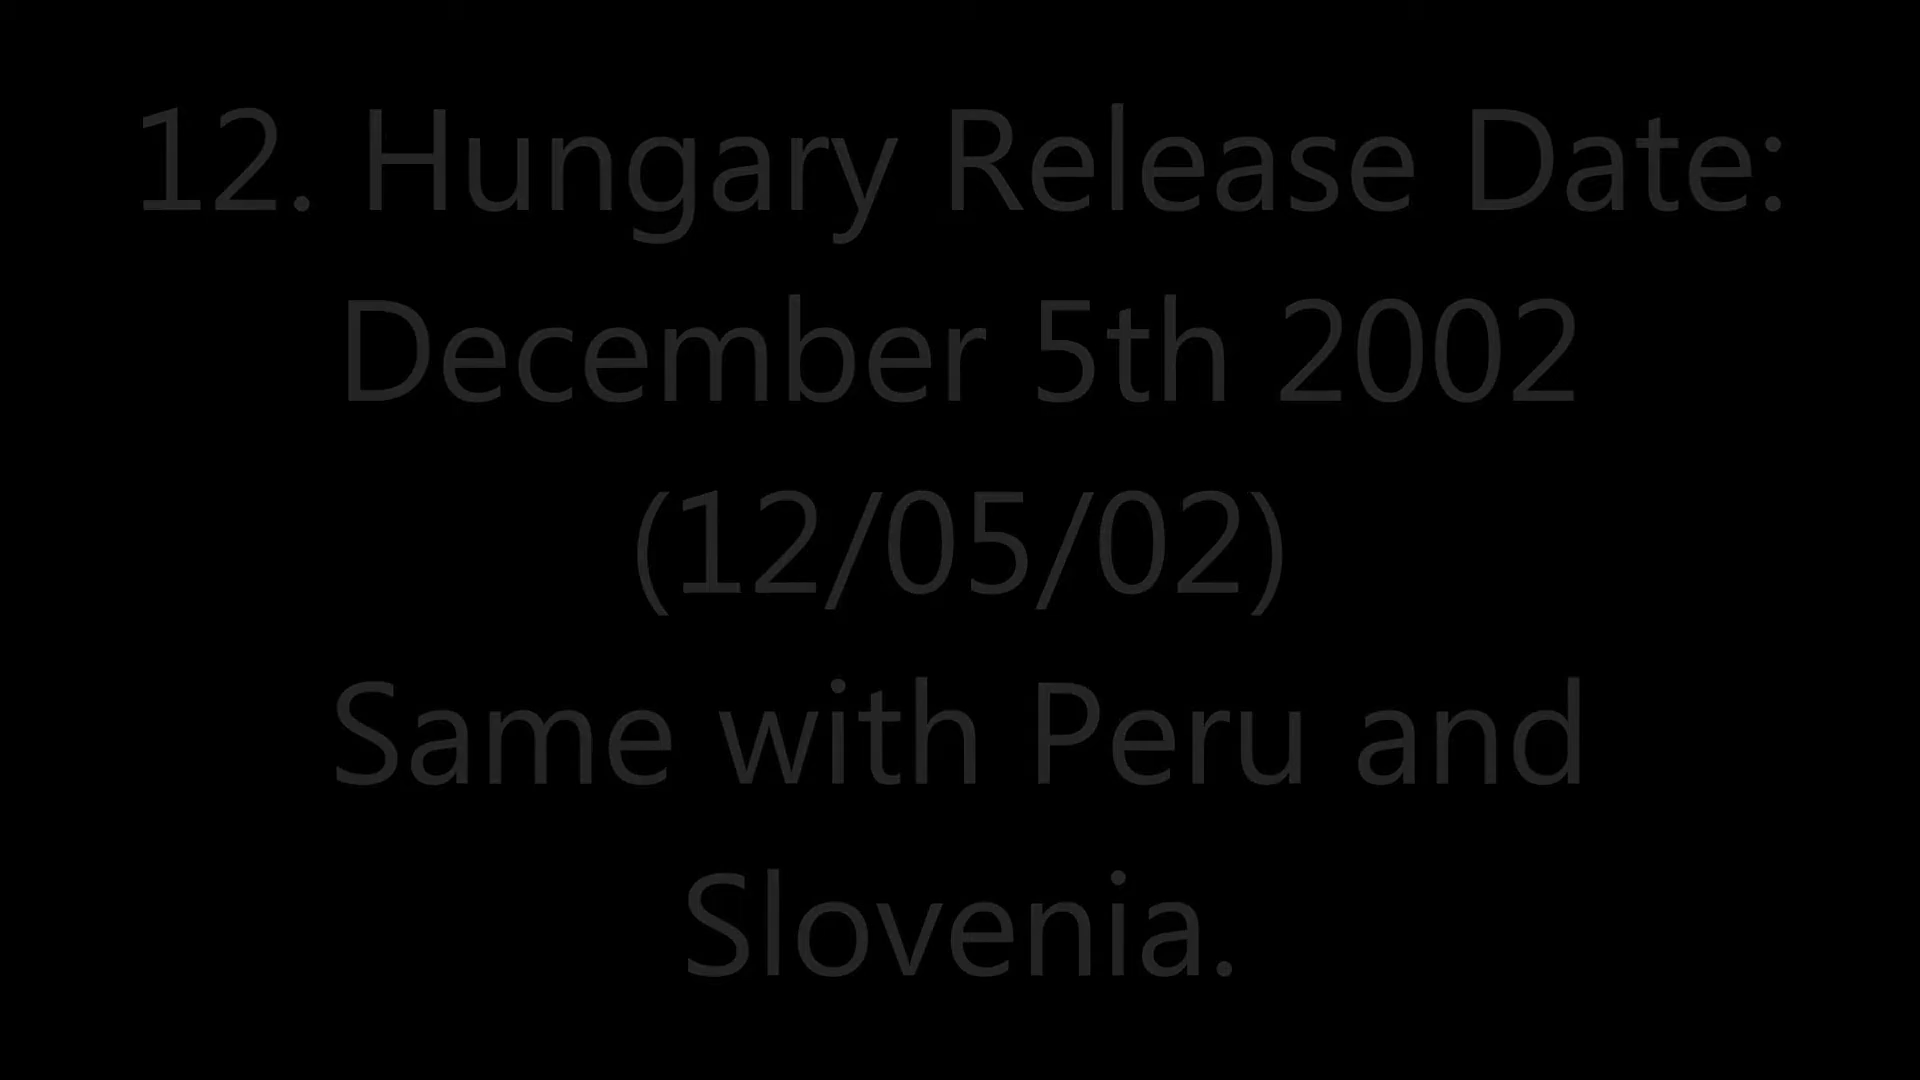 12. Hungary Release Date:
December 5th 2002
(12/05/02)
Same with Peru and
Slovenia.